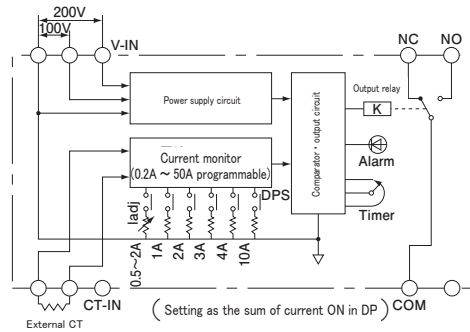 200V
100V
V-IN
NC
NO
Power supply circuit
Comparator・output circuit
Output relay
K
Current monitor
(0.2A ～ 50A programmable)
Alarm
DPS
Iadj
Timer
0.5～2A
1A
2A
3A
4A
10A
CT-IN
(Setting as the sum of current ON in DP)
COM
External CT